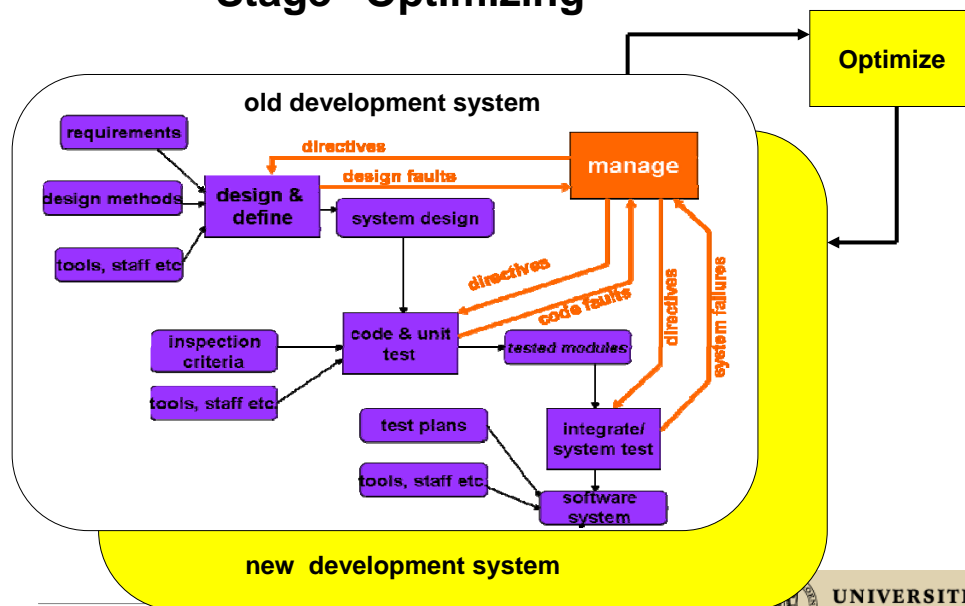 Stage Optimizing
Optimize
old development system
requirements
directives
manage
design faults
design methods
design &
define
system design
tools, staff etc
directives
code faults
directives
system failures
inspection
criteria
code & unit
test
tested modules
tools, staff etc.
test plans
integrate/
system test
tools, staff etc.
software
system
new development system